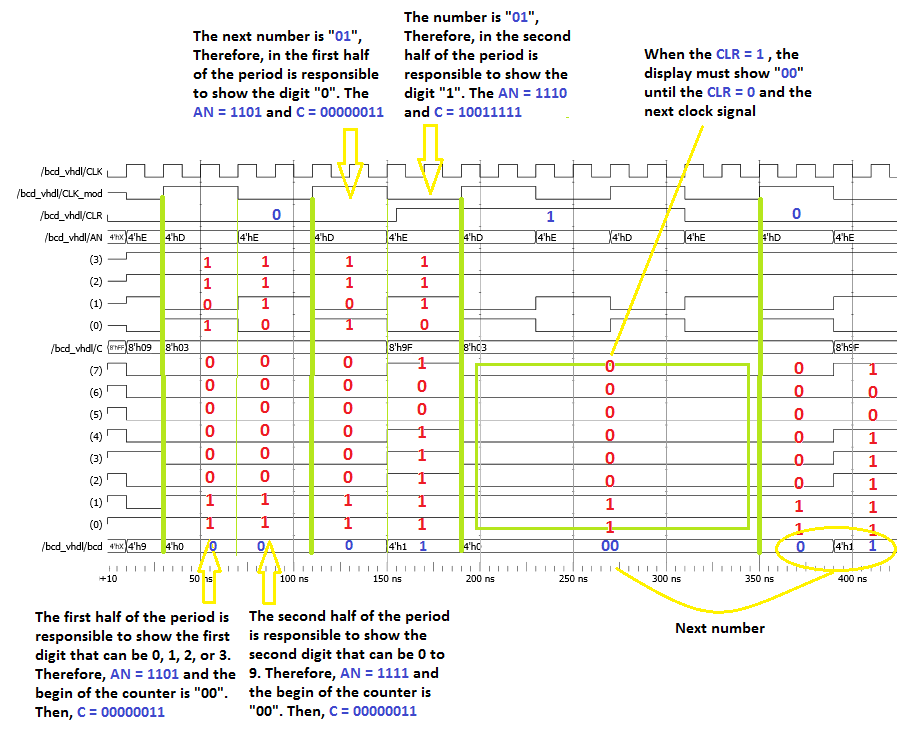 The next number is "01",
Therefore, in the first half
of the period is responsible
to show the digit "0". The
AN = 1101 and C = 00000011
The number is "01",
Therefore, in the second
half of the period is
responsible to show the
digit "1". The AN = 1110
and C = 10011111
When the CLR = 1 , the
display must show "00"
until the CLR = 0 and the
next clock signal
/bcd_vhdl/CLK
/bcd_vhdl/CLK_mod
/bcd_vhdl/CLR 0 1 0
/bcd_vhdl/AN 4'hX 4'hE 4'hD 4'hE 4'hD 4'hE 4'hD 4'hE 4'hD 4'hE 4'hD 4'hE
(3) 1 1 1 1
(2) 1 1 1 1
(1) 0 1 0 1
(0) 1 0 1 0
/bcd_vhdl/C 8'hFF 8'h09 8'h03 8'h9F 8'h03 8'h9F
(7) 0 0 0 1 0 0 1
(6) 0 0 0 0 0 0 0
(5) 0 0 0 0 0 0 0
(4) 0 0 0 1 0 0 1
(3) 0 0 0 1 0 0 1
(2) 0 0 0 1 0 0 1
(1) 1 1 1 1 1 1 1
(0) 1 1 1 1 1 1 1
/bcd_vhdl/bcd 4'hX 4'h9 4'h0 0 0 0 4'h1 1 4'h0 00 0 4'h1 1
+10 50 ns 100 ns 150 ns 200 ns 250 ns 300 ns 350 ns 400 ns
The first half of the period is
responsible to show the first
digit that can be 0, 1, 2, or 3.
Therefore, AN = 1101 and the
begin of the counter is "00".
Then, C = 00000011
The second half of the period
is responsible to show the
second digit that can be 0 to
9. Therefore, AN = 1111 and
the begin of the counter is
"00". Then, C = 00000011
Next number